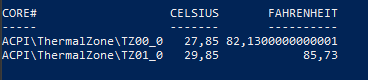 CORE# CELSIUS FAHRENHEIT
----- ------- ----------
ACPI\ThermalZone\TZ00_0 27,85 82,1300000000001
ACPI\ThermalZone\TZ01_0 29,85 85,73